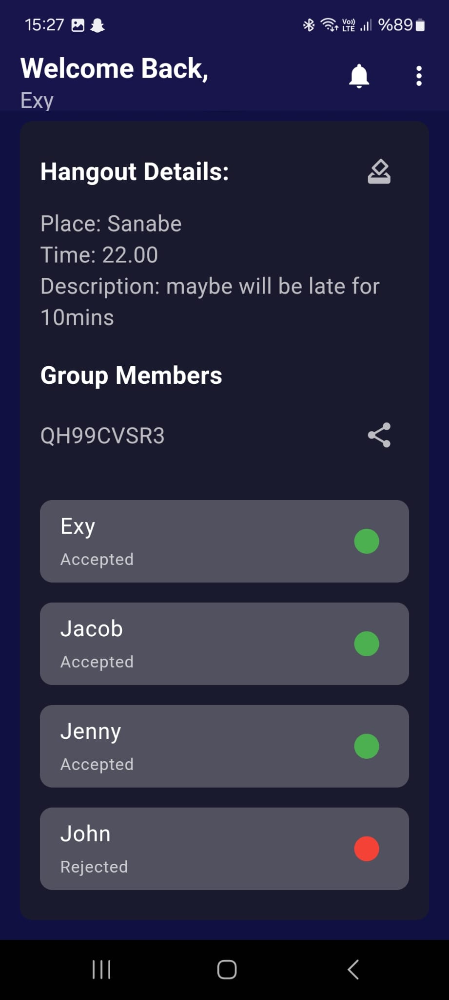 15:27
Vo))
LTE
%89
Welcome Back,
Exy
Hangout Details:
Place: Sanabe
Time: 22.00
Description: maybe will be late for
10mins
Group Members
QH99CVSR3
Exy
Accepted
Jacob
Accepted
Jenny
Accepted
John
Rejected